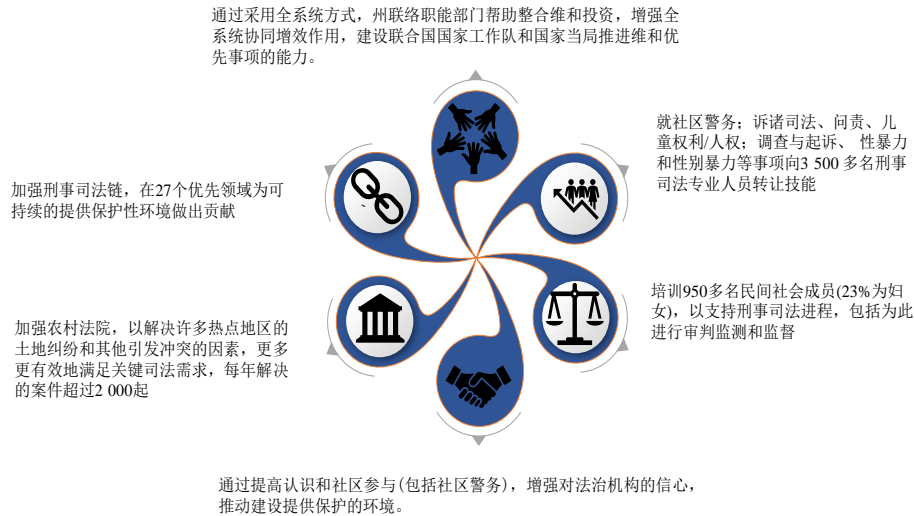 通过采用全系统方式，州联络职能部门帮助整合维和投资，增强全
系统协同增效作用，建设联合国国家工作队和国家当局推进维和优
先事项的能力。
就社区警务；诉诸司法、问责、儿
童权利/人权；调查与起诉、 性暴力
和性别暴力等事项向3 500 多名刑事
司法专业人员转让技能
加强刑事司法链，在27个优先领域为可
持续的提供保护性环境做出贡献
培训950多名民间社会成员(23%为妇
女)，以支持刑事司法进程，包括为此
进行审判监测和监督
加强农村法院，以解决许多热点地区的
土地纠纷和其他引发冲突的因素，更多
更有效地满足关键司法需求，每年解决
的案件超过2 000起
通过提高认识和社区参与(包括社区警务)，增强对法治机构的信心，
推动建设提供保护的环境。